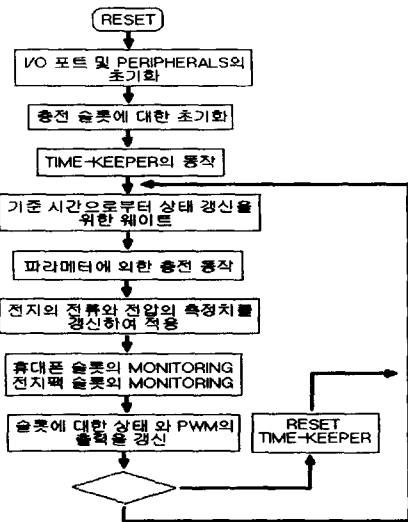 RESET
I/O 포트 및 PERIPHERALS의
초기화
충전 슬롯에 대한 초기화
TIME-KEEPER의 동작
기준 시간으로부터 상태 갱신을
위한 웨이트
파라메터에 의한 충전 동작
전지의 전류와 전압의 측정치를
갱신하여 적용
휴대폰 슬롯의 MONITORING
전지팩 슬롯의 MONITORING
슬롯에 대한 상태 와 PWM의
출력을 갱신
RESET
TIME-KEEPER